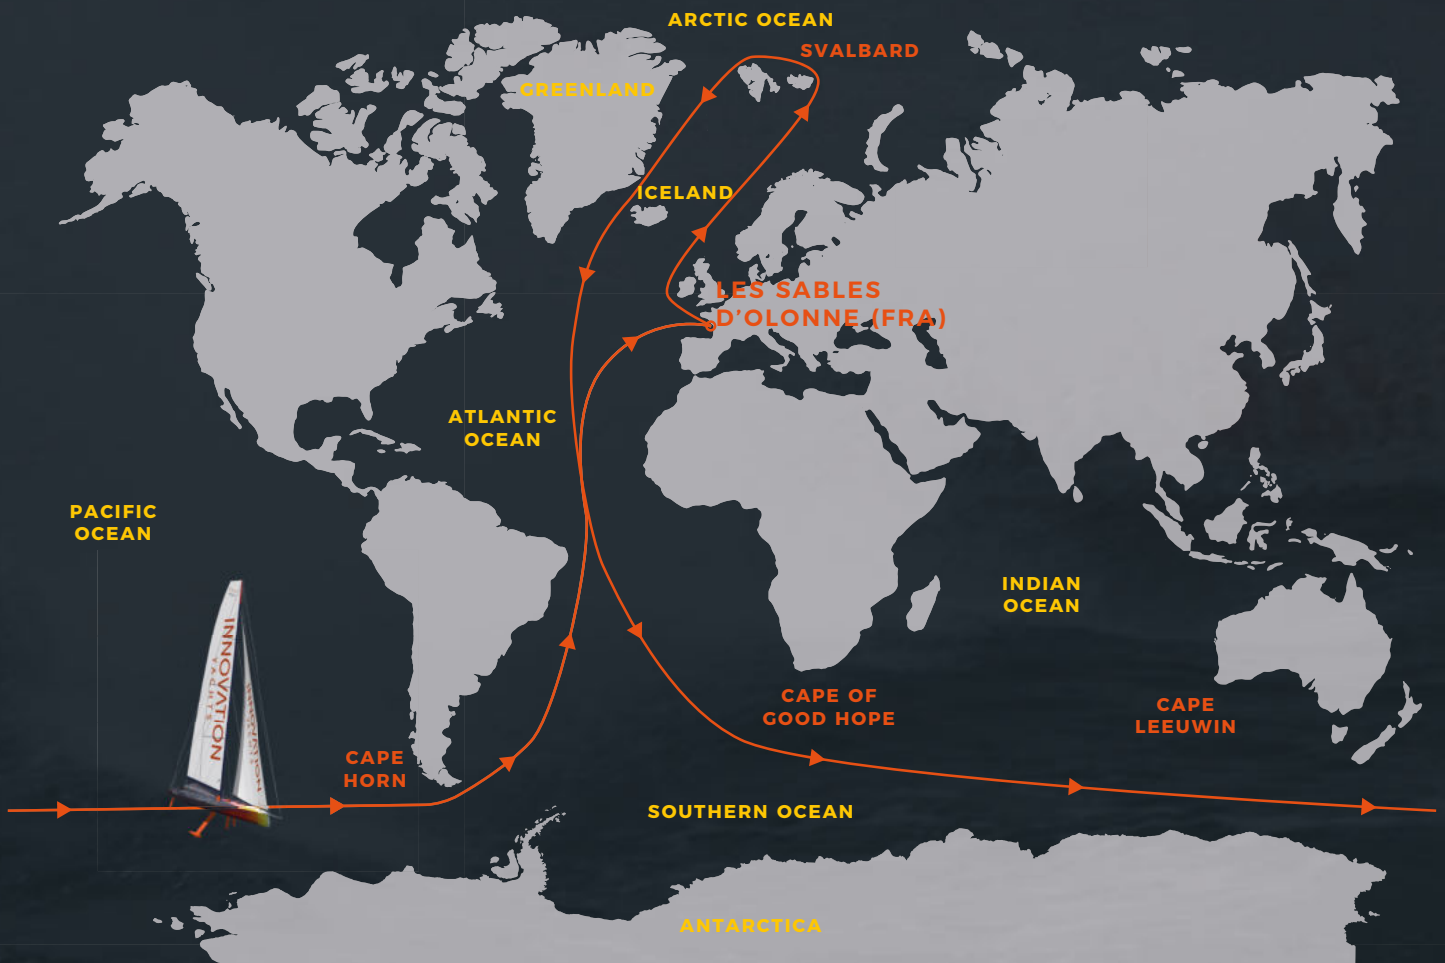 ARCTIC OCEAN
SVALBARD
GREENLAND
ICELAND
LES SABLES
D’OLONNE (FRA)
ATLANTIC
OCEAN
PACIFIC
OCEAN
INDIAN
OCEAN
INNOVATION
YACHTS
CAPE OF
GOOD HOPE
CAPE
LEEUWIN
CAPE
HORN
SOUTHERN OCEAN
ANTARCTICA